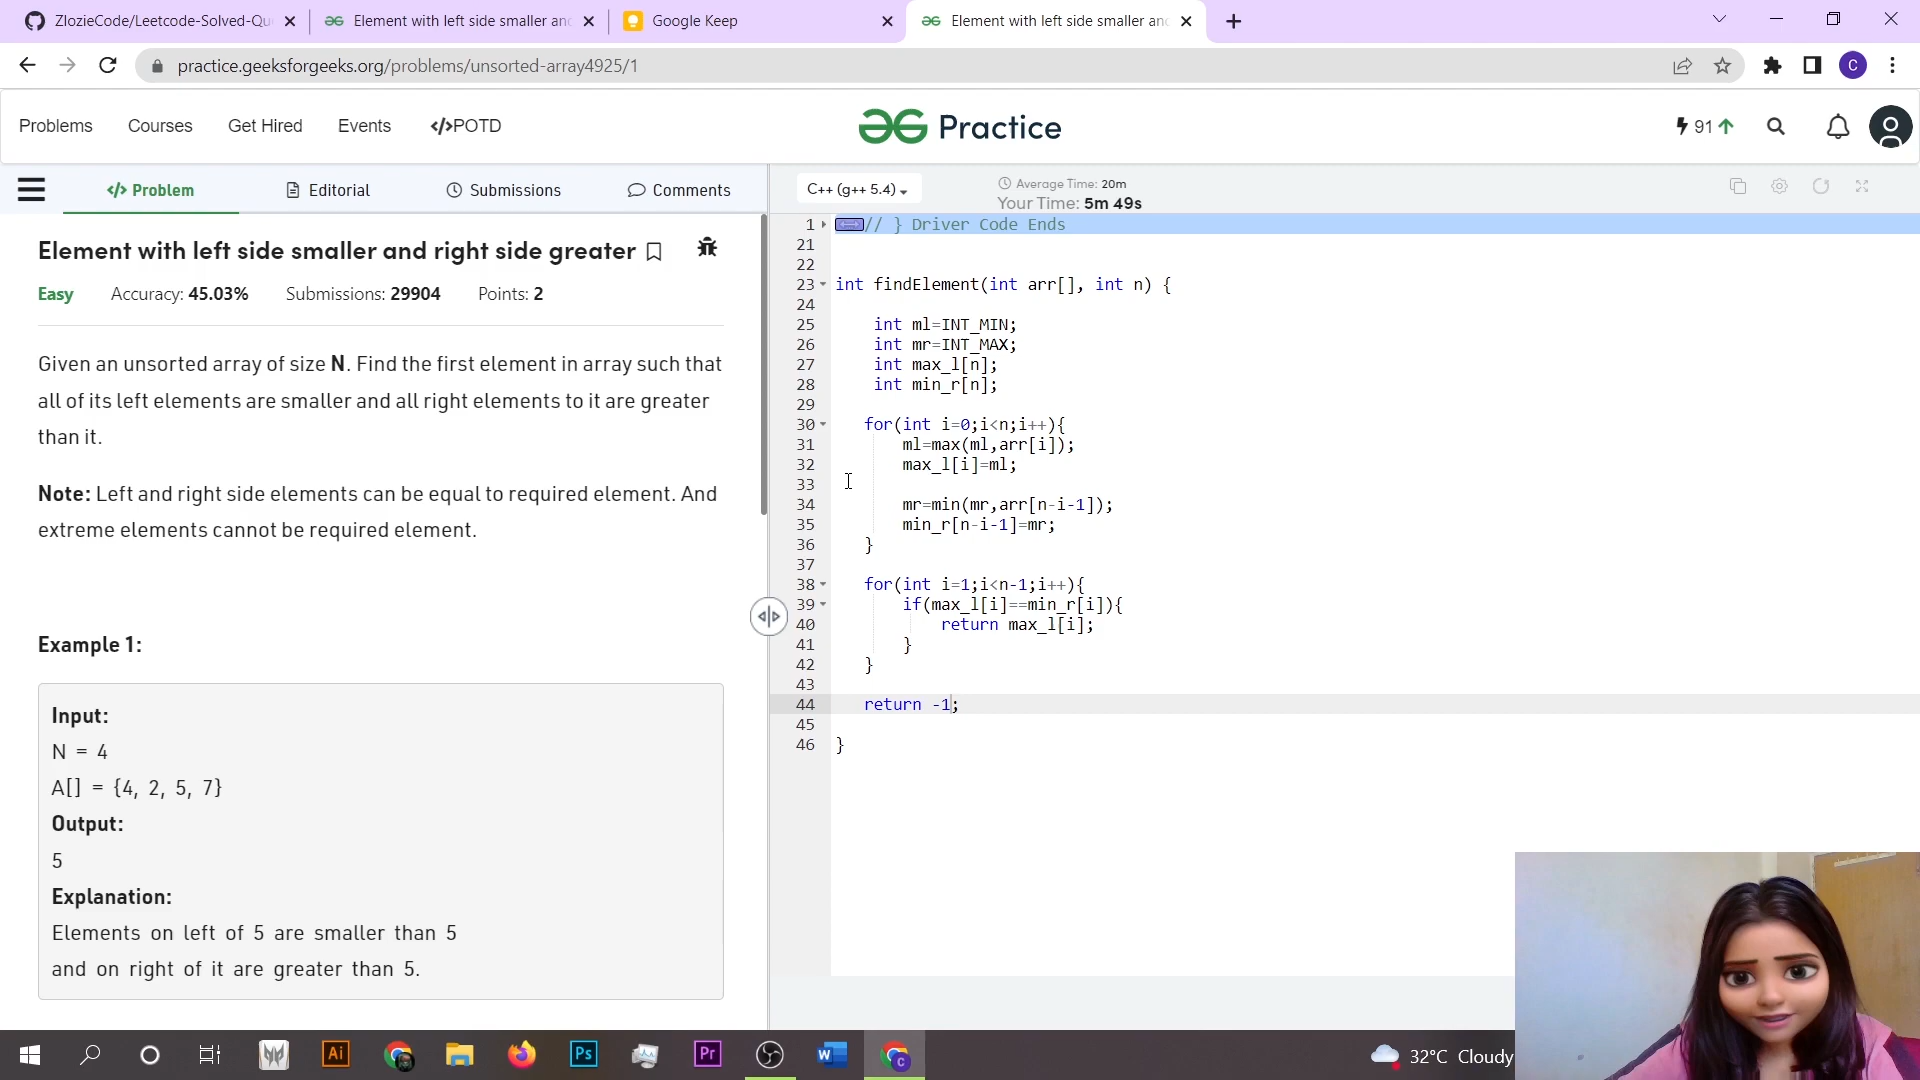 ZlozieCode/Leetcode-Solved-Qu
Element with left side smaller an
Google Keep
Element with left side smaller an
practice.geeksforgeeks.org/problems/unsorted-array4925/1
C
Problems
Courses
Get Hired
Events
</>POTD
Practice
91
</> Problem
Editorial
Submissions
Comments
C++ (g++ 5.4)
Average Time: 20m
Your Time: 5m 49s
Element with left side smaller and right side greater
Easy
Accuracy: 45.03%
Submissions: 29904
Points: 2
Given an unsorted array of size N. Find the first element in array such that
all of its left elements are smaller and all right elements to it are greater
than it.
Note: Left and right side elements can be equal to required element. And
extreme elements cannot be required element.
Example 1:
Input:
N = 4
A[] = {4, 2, 5, 7}
Output:
5
Explanation:
Elements on left of 5 are smaller than 5
and on right of it are greater than 5.
1 // } Driver Code Ends
21
22
23 int findElement(int arr[], int n) {
24
25 int ml=INT_MIN;
26 int mr=INT_MAX;
27 int max_l[n];
28 int min_r[n];
29
30 for(int i=0;i<n;i++){
31 ml=max(ml,arr[i]);
32 max_l[i]=ml;
33
34 mr=min(mr,arr[n-i-1]);
35 min_r[n-i-1]=mr;
36 }
37
38 for(int i=1;i<n-1;i++){
39 if(max_l[i]==min_r[i]){
40 return max_l[i];
41 }
42 }
43
44 return -1;
45
46 }
Ai
Ps
Pr
W
C
32°C Cloudy